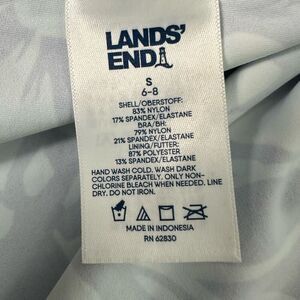 LANDS'
END
S
6-8
SHELL/OBERSTOFF:
83% NYLON
17% SPANDEX/ELASTANE
BRA/BH:
79% NYLON
21% SPANDEX/ELASTANE
LINING/FUTTER:
87% POLYESTER
13% SPANDEX/ELASTANE
HAND WASH COLD. WASH DARK
COLORS SEPARATELY. ONLY NON-
CHLORINE BLEACH WHEN NEEDED. LINE
DRY. DO NOT IRON.
MADE IN INDONESIA
RN 62830